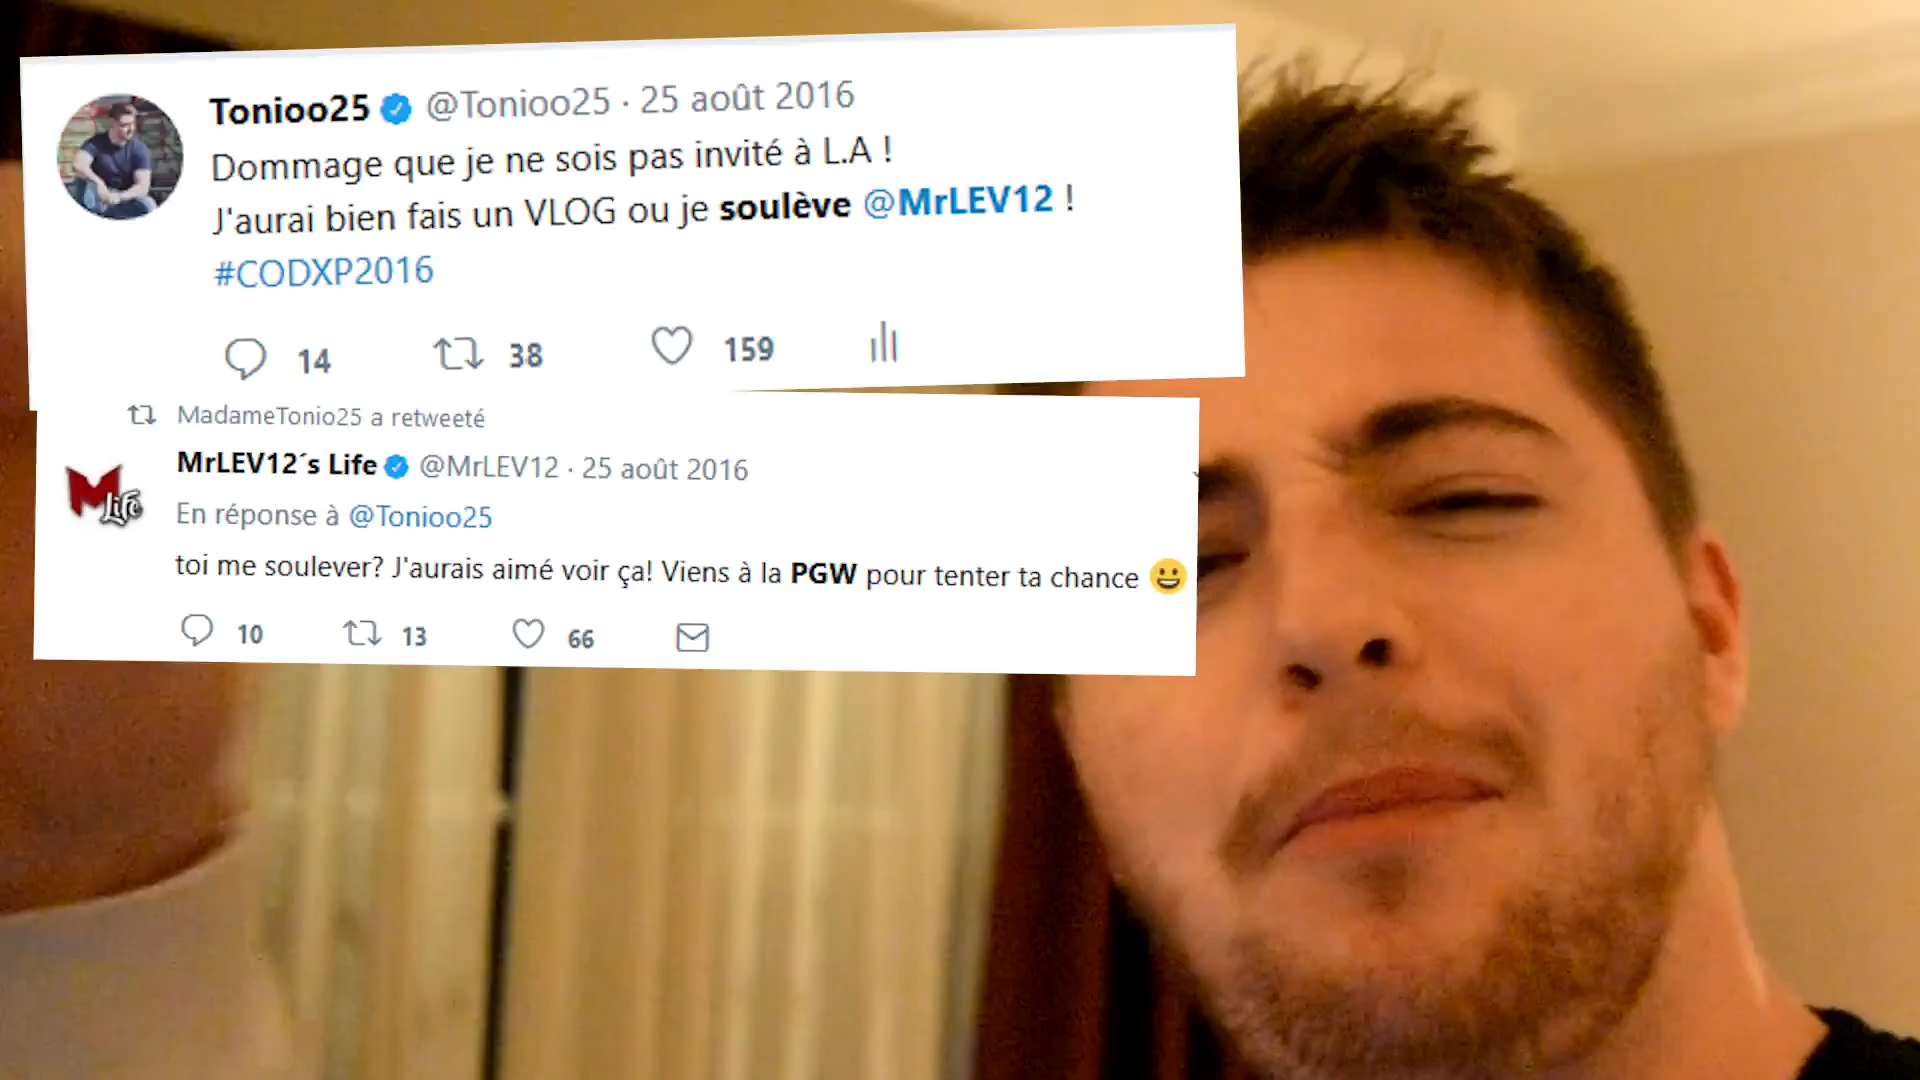 Tonioo25 @Tonioo25 · 25 août 2016
Dommage que je ne sois pas invité à L.A !
J'aurai bien fais un VLOG ou je soulève @MrLEV12 !
#CODXP2016
14 38 159
MadameTonio25 a retweeté
MrLEV12´s Life @MrLEV12 · 25 août 2016
M Life
En réponse à @Tonioo25
toi me soulever? J'aurais aimé voir ça! Viens à la PGW pour tenter ta chance 😀
10 13 66